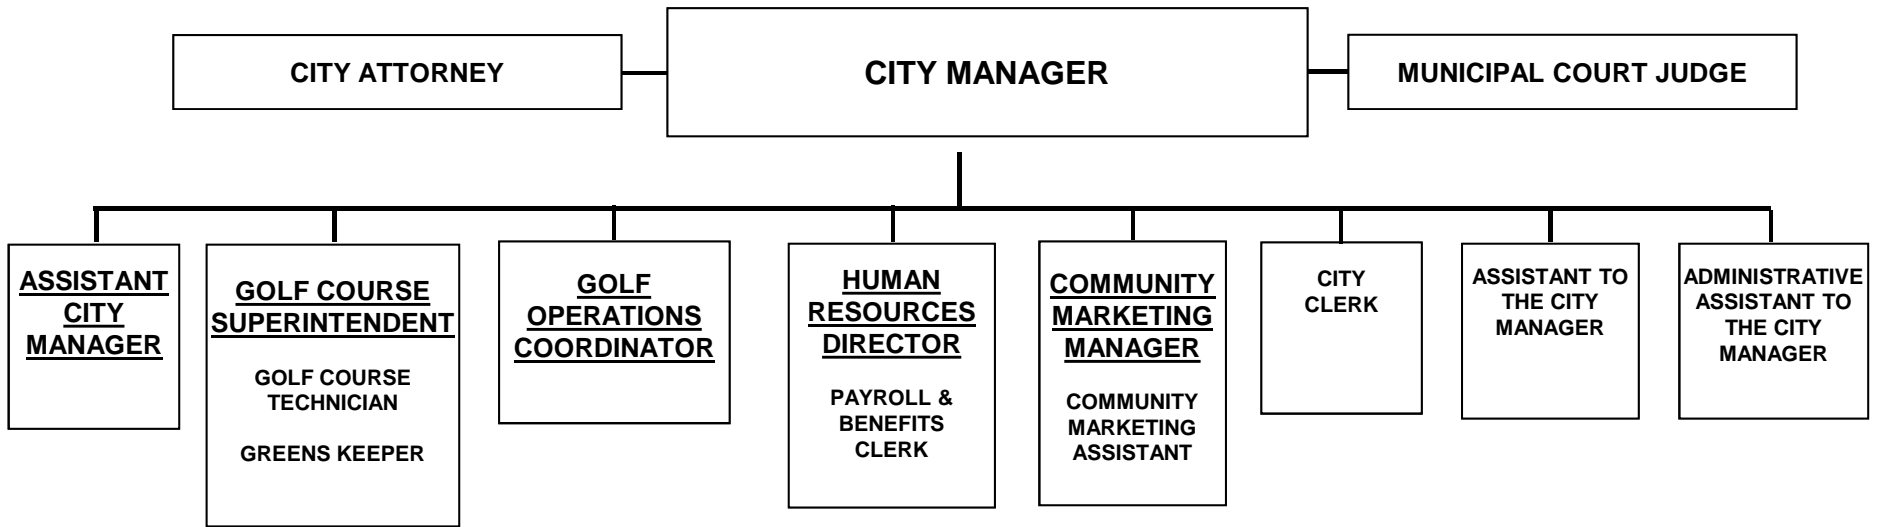 CITY ATTORNEY
CITY MANAGER
MUNICIPAL COURT JUDGE
ASSISTANT
CITY
MANAGER
GOLF COURSE
SUPERINTENDENT
GOLF COURSE
TECHNICIAN
GREENS KEEPER
GOLF
OPERATIONS
COORDINATOR
HUMAN
RESOURCES
DIRECTOR
PAYROLL &
BENEFITS
CLERK
COMMUNITY
MARKETING
MANAGER
COMMUNITY
MARKETING
ASSISTANT
CITY
CLERK
ASSISTANT TO
THE CITY
MANAGER
ADMINISTRATIVE
ASSISTANT TO
THE CITY
MANAGER